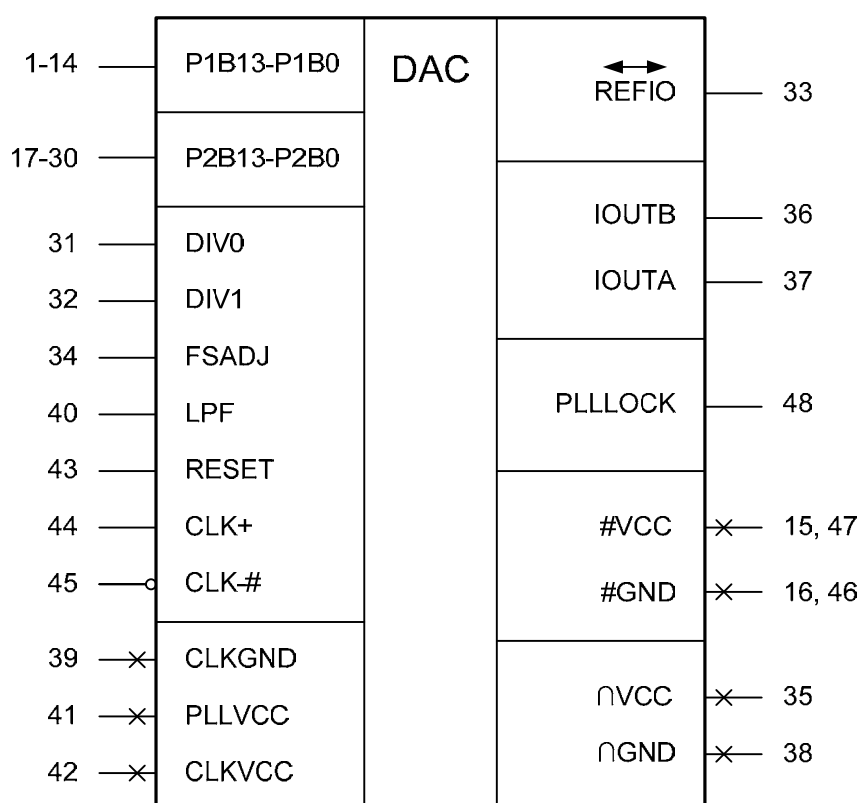 1-14 P1B13-P1B0 DAC REFIO 33
17-30 P2B13-P2B0
IOUTB 36
31 DIV0
IOUTA 37
32 DIV1
34 FSADJ
40 LPF PLLLOCK 48
43 RESET
44 CLK+ #VCC 15, 47
45 CLK-# #GND 16, 46
39 CLKGND
∩VCC 35
41 PLLVCC
∩GND 38
42 CLKVCC